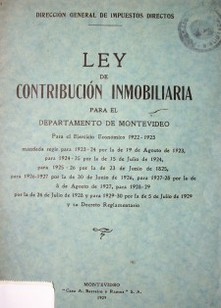 DIRECCIÓN GENERAL DE IMPUESTOS DIRECTOS
LEY
DE
CONTRIBUCIÓN INMOBILIARIA
PARA EL
DEPARTAMENTO DE MONTEVIDEO
Para el Ejercicio Económico 1922-1923
mandada regir para 1923-24 por la de 19 de Agosto de 1923,
para 1924-25 por la de 15 de Julio de 1924,
para 1925-26 por la de 23 de Junio de 1925,
para 1926-1927 por la de 30 de Junio de 1926, para 1927-28 por la de
8 de Agosto de 1927, para 1928-29
por la de 26 de Julio de 1928 y para 1929-30 por la de 5 de Julio de 1929
y su Decreto Reglamentario
MONTEVIDEO
"Casa A. Barreiro y Ramos" S. A.
1929